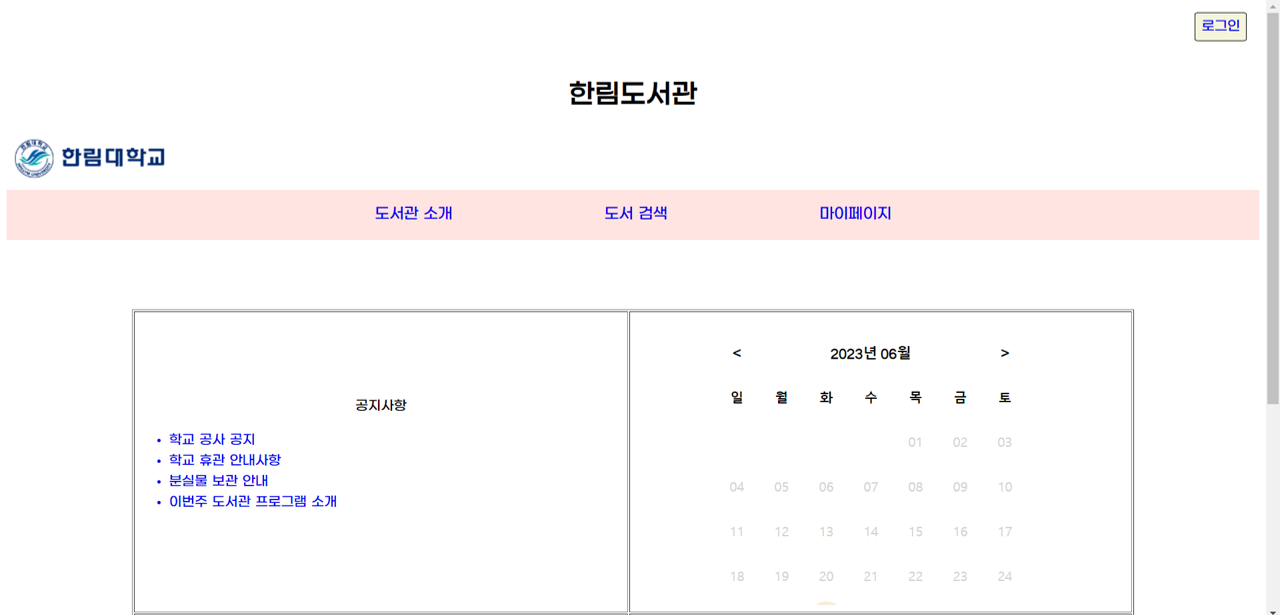 로그인
한림도서관
한림대학교
도서관 소개 도서 검색 마이페이지
공지사항
• 학교 공사 공지
• 학교 휴관 안내사항
• 분실물 보관 안내
• 이번주 도서관 프로그램 소개
< 2023년 06월 >
일 월 화 수 목 금 토
01 02 03
04 05 06 07 08 09 10
11 12 13 14 15 16 17
18 19 20 21 22 23 24